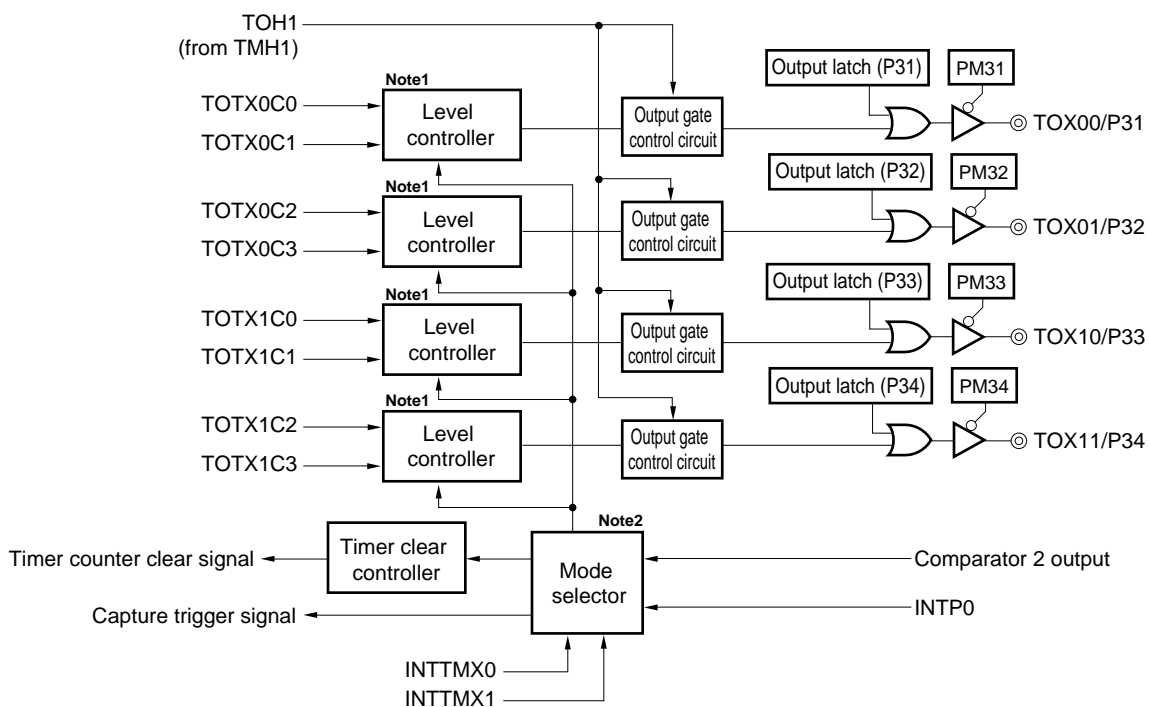 TOH1
(from TMH1)
Output latch (P31)
PM31
Note1
TOTX0C0
TOTX0C1
Level
controller
Output gate
control circuit
TOX00/P31
Output latch (P32)
PM32
Note1
TOTX0C2
TOTX0C3
Level
controller
Output gate
control circuit
TOX01/P32
Output latch (P33)
PM33
Note1
TOTX1C0
TOTX1C1
Level
controller
Output gate
control circuit
TOX10/P33
Output latch (P34)
PM34
Note1
TOTX1C2
TOTX1C3
Level
controller
Output gate
control circuit
TOX11/P34
Note2
Timer counter clear signal
Timer clear
controller
Mode
selector
Comparator 2 output
Capture trigger signal
INTP0
INTTMX0
INTTMX1